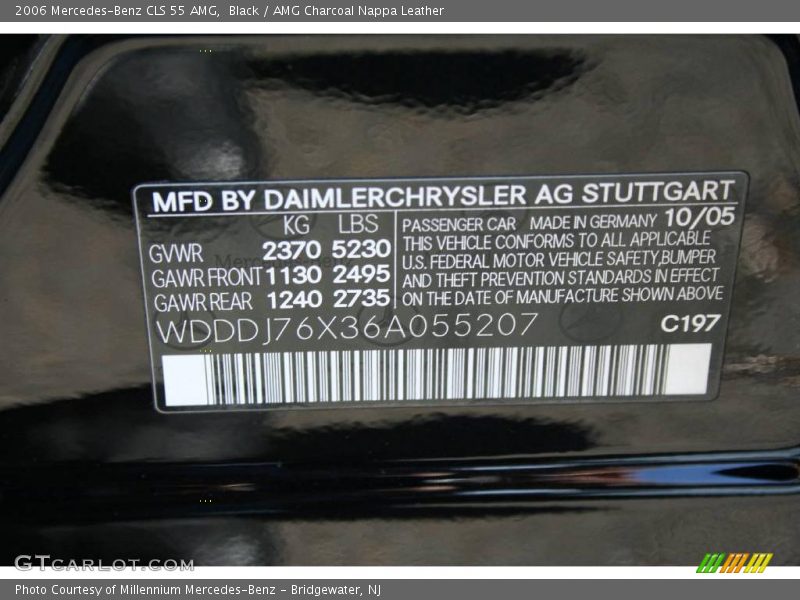 2006 Mercedes-Benz CLS 55 AMG, Black / AMG Charcoal Nappa Leather
MFD BY DAIMLERCHRYSLER AG STUTTGART
KG LBS
GVWR 2370 5230
GAWR FRONT 1130 2495
GAWR REAR 1240 2735
PASSENGER CAR MADE IN GERMANY 10/05
THIS VEHICLE CONFORMS TO ALL APPLICABLE
U.S. FEDERAL MOTOR VEHICLE SAFETY,BUMPER
AND THEFT PREVENTION STANDARDS IN EFFECT
ON THE DATE OF MANUFACTURE SHOWN ABOVE
WDDDJ76X36A055207 C197
GTCARLOT.COM
Photo Courtesy of Millennium Mercedes-Benz - Bridgewater, NJ